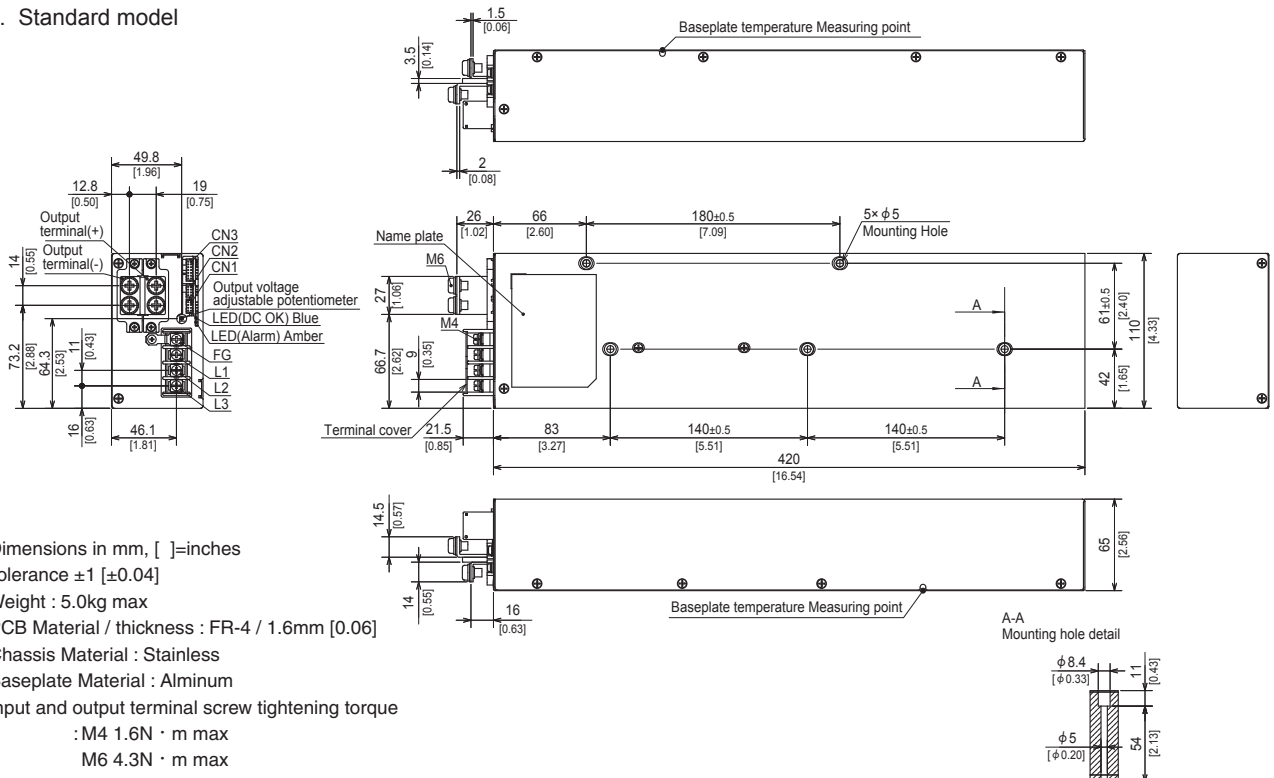 . Standard model
1.5
[0.06]
Baseplate temperature Measuring point
3.5
[0.14]
2
[0.08]
49.8
[1.96]
12.8
[0.50]
19
[0.75]
Output
terminal(+)
Output
terminal(-)
CN3
CN2
CN1
Output voltage
adjustable potentiometer
LED(DC OK) Blue
LED(Alarm) Amber
FG
L1
L2
L3
14
[0.55]
73.2
[2.88]
64.3
[2.53]
11
[0.43]
16
[0.63]
46.1
[1.81]
26
[1.02]
66
[2.60]
180±0.5
[7.09]
5×φ5
Mounting Hole
Name plate
M6
27
[1.06]
M4
66.7
[2.62]
9
[0.35]
A
A
61±0.5
[2.40]
110
[4.33]
42
[1.65]
Terminal cover
21.5
[0.85]
83
[3.27]
140±0.5
[5.51]
140±0.5
[5.51]
420
[16.54]
14.5
[0.57]
14
[0.55]
16
[0.63]
65
[2.56]
Baseplate temperature Measuring point
A-A
Mounting hole detail
φ8.4
[φ0.33]
11
[0.43]
φ5
[φ0.20]
54
[2.13]
imensions in mm, [ ]=inches
olerance ±1 [±0.04]
Weight : 5.0kg max
PCB Material / thickness : FR-4 / 1.6mm [0.06]
Chassis Material : Stainless
Baseplate Material : Alminum
nput and output terminal screw tightening torque
: M4 1.6N・m max
M6 4.3N・m max